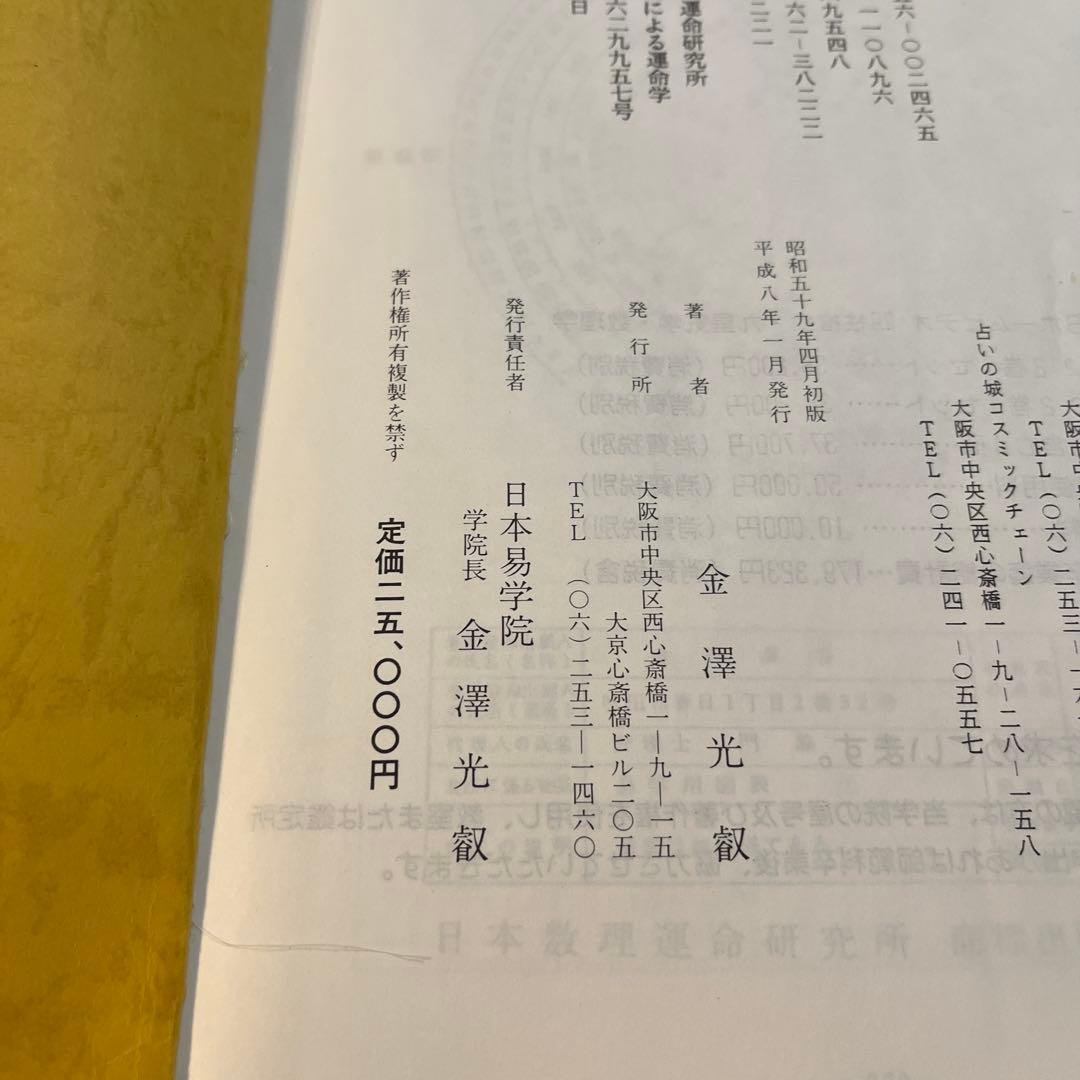 六−〇〇二四六五
一一〇八九六
九五四八
六二−三八二二二
二二一
運命研究所
による運命学
六二九九五七号
日
TEL(〇六)二五三−一六
占いの城コスミックチェーン
大阪市中央区西心斎橋一−九−二八−一五八
TEL(〇六)二四一−〇五五七
昭和五十九年四月初版
平成八年一月発行
著者 金澤光叡
発行所 大阪市中央区西心斎橋一―九―一五
大京心斎橋ビル二〇五
TEL (〇六)二五三―一四六〇
発行責任者 日本易学院
学院長 金澤光叡
著作権所有複製を禁ず 定価二五、〇〇〇円